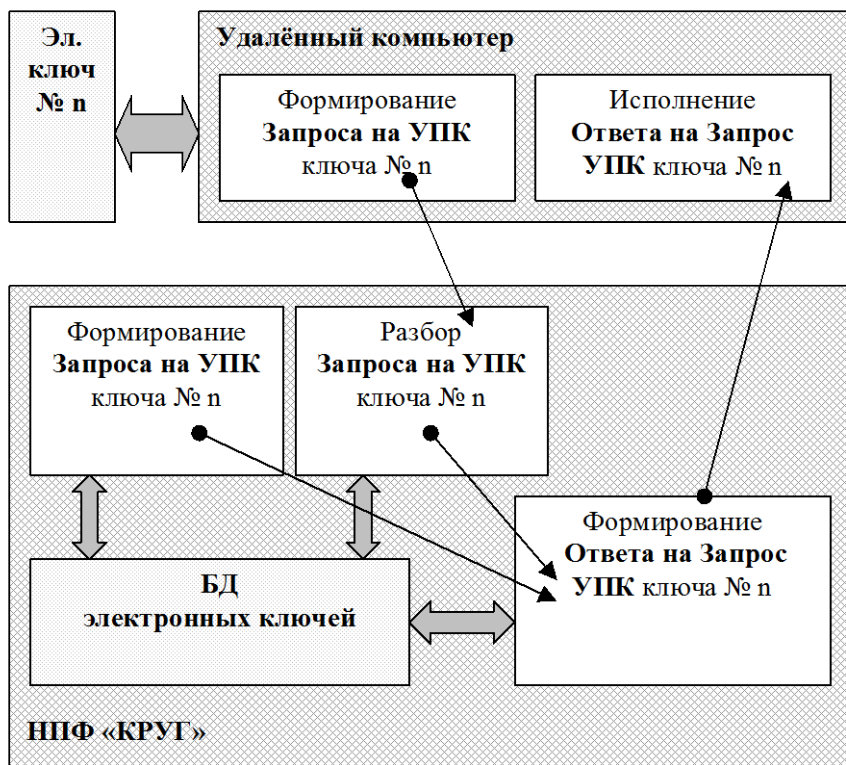 Эл.
ключ
№ n
Удалённый компьютер
Формирование
Запроса на УПК
ключа № n
Исполнение
Ответа на Запрос
УПК ключа № n
Формирование
Запроса на УПК
ключа № n
Разбор
Запроса на УПК
ключа № n
Формирование
Ответа на Запрос
УПК ключа № n
БД
электронных ключей
НПФ «КРУГ»